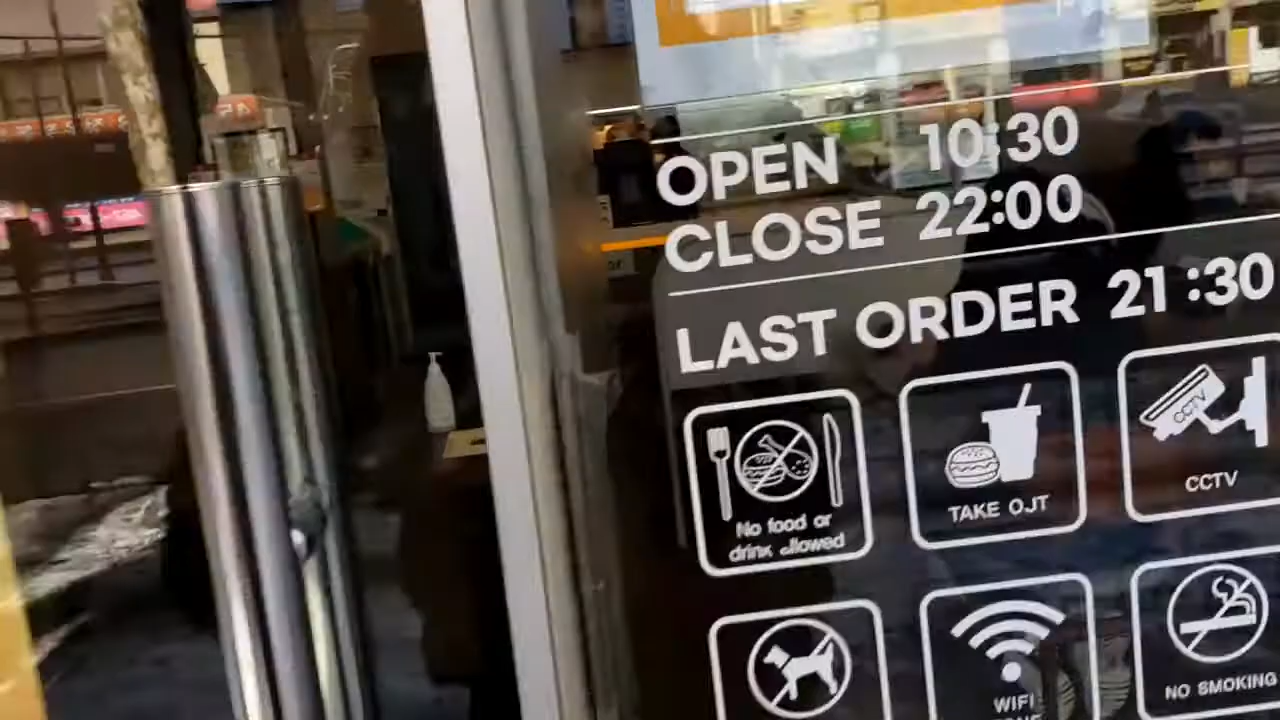 OPEN 10:30
CLOSE 22:00
LAST ORDER 21:30
No food or
drink allowed
TAKE OUT
CCTV
CCTV
WIFI
NO SMOKING